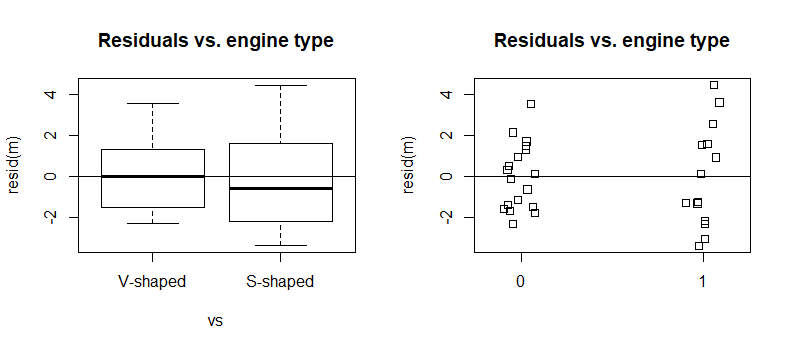 Residuals vs. engine type
resid(m)
4
2
0
-2
V-shaped
S-shaped
vs
Residuals vs. engine type
resid(m)
4
2
0
-2
0
1